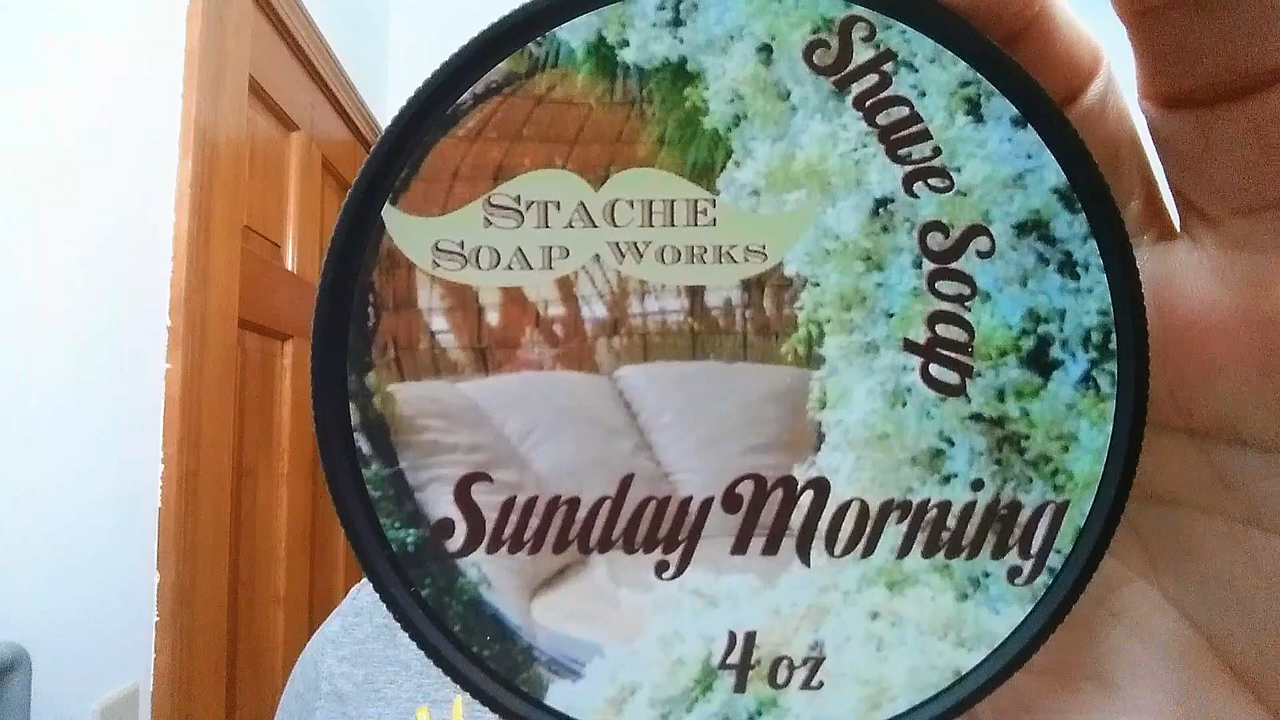 STACHE
SOAP WORKS
Shave Soap
Sunday Morning
4 oz